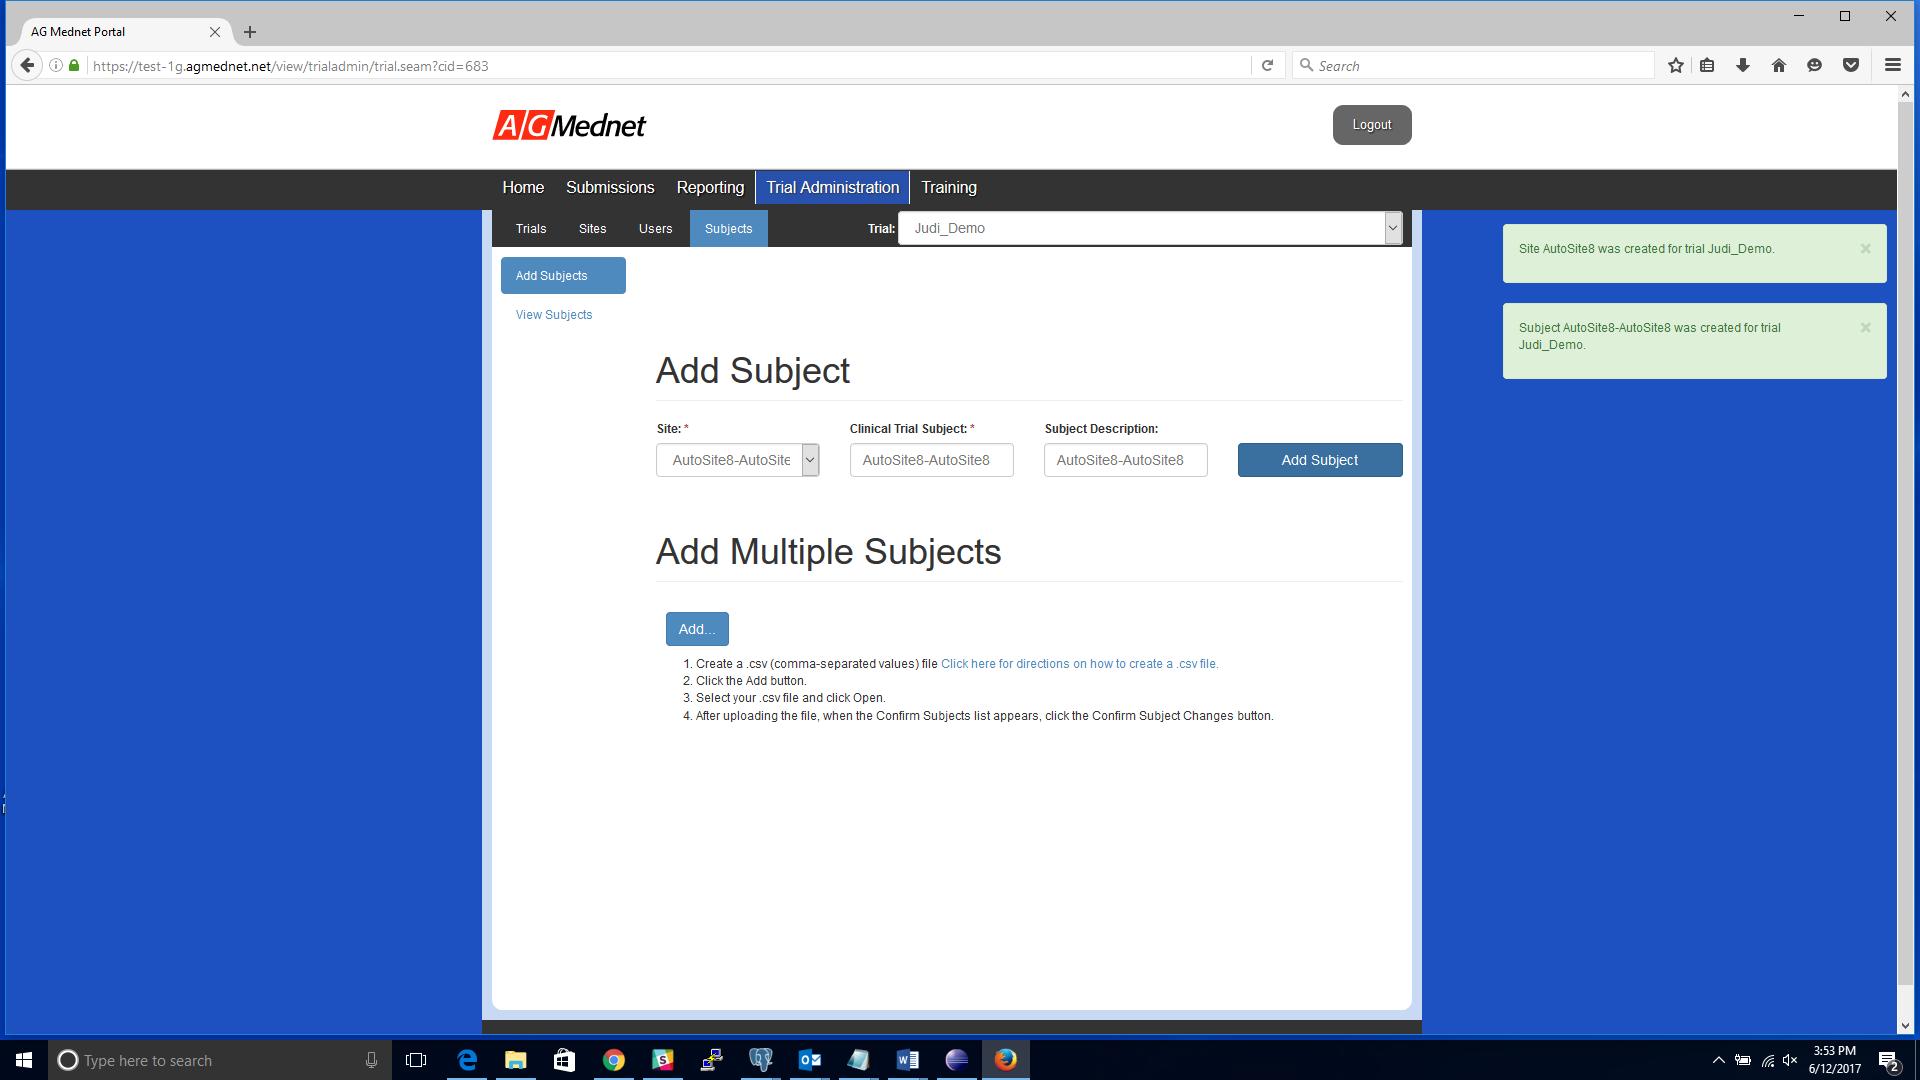 AG Mednet Portal
https://test-1g.agmednet.net/view/trialadmin/trial.seam?cid=683
Search
AG Mednet
Logout
Home Submissions Reporting Trial Administration Training
Trials Sites Users Subjects Trial: Judi_Demo
Add Subjects
View Subjects
Site AutoSite8 was created for trial Judi_Demo.
Subject AutoSite8-AutoSite8 was created for trial
Judi_Demo.
Add Subject
Site: * Clinical Trial Subject: * Subject Description:
AutoSite8-AutoSite AutoSite8-AutoSite8 AutoSite8-AutoSite8 Add Subject
Add Multiple Subjects
Add...
1. Create a .csv (comma-separated values) file Click here for directions on how to create a .csv file.
2. Click the Add button.
3. Select your .csv file and click Open.
4. After uploading the file, when the Confirm Subjects list appears, click the Confirm Subject Changes button.
Type here to search
3:53 PM
6/12/2017
2